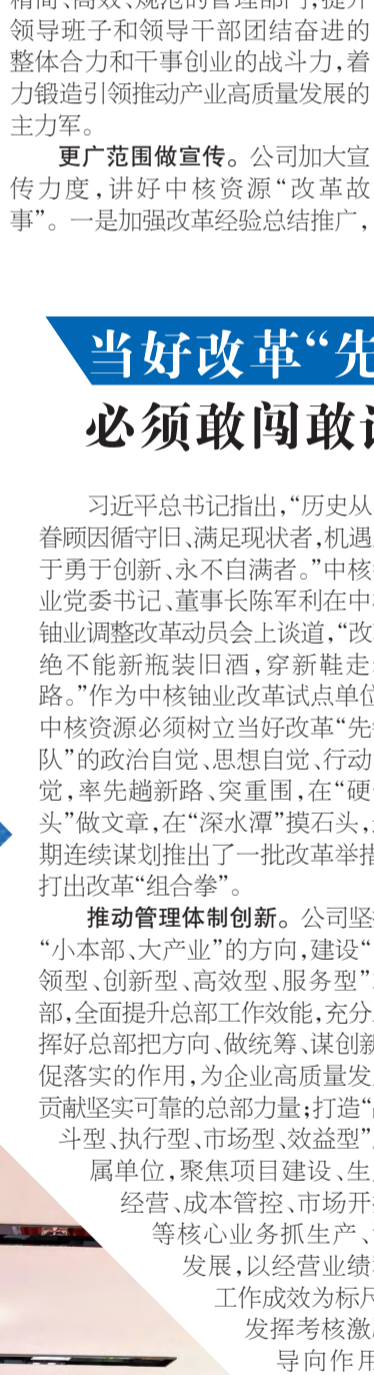 精简、高效、规范的管理部门，提升
领导班子和领导干部团结奋进的
整体合力和干事创业的战斗力，着
力锻造引领推动产业高质量发展的
主力军。
更广范围做宣传。公司加大宣
传力度，讲好中核资源“改革故
事”。一是加强改革经验总结推广，
当好改革“先
必须敢闯敢
习近平总书记指出，“历史从
眷顾因循守旧、满足现状者，机遇
于勇于创新、永不自满者。”中核
业党委书记、董事长陈军利在中
铀业调整改革动员会上谈道，“改
绝不能新瓶装旧酒，穿新鞋走
路。”作为中核铀业改革试点单位
中核资源必须树立当好改革“先
队”的政治自觉、思想自觉、行动
觉，率先趟新路、突重围，在“硬
头”做文章，在“深水潭”摸石头，
期连续谋划推出了一批改革举措
打出改革“组合拳”。
推动管理体制创新。公司坚
“小本部、大产业”的方向，建设“
领型、创新型、高效型、服务型”
部，全面提升总部工作效能，充分
挥好总部把方向、做统筹、谋创新
促落实的作用，为企业高质量发
贡献坚实可靠的总部力量；打造“
斗型、执行型、市场型、效益型”
属单位，聚焦项目建设、生
经营、成本管控、市场开
等核心业务抓生产、
发展，以经营业绩
工作成效为标尺
发挥考核激
导向作用